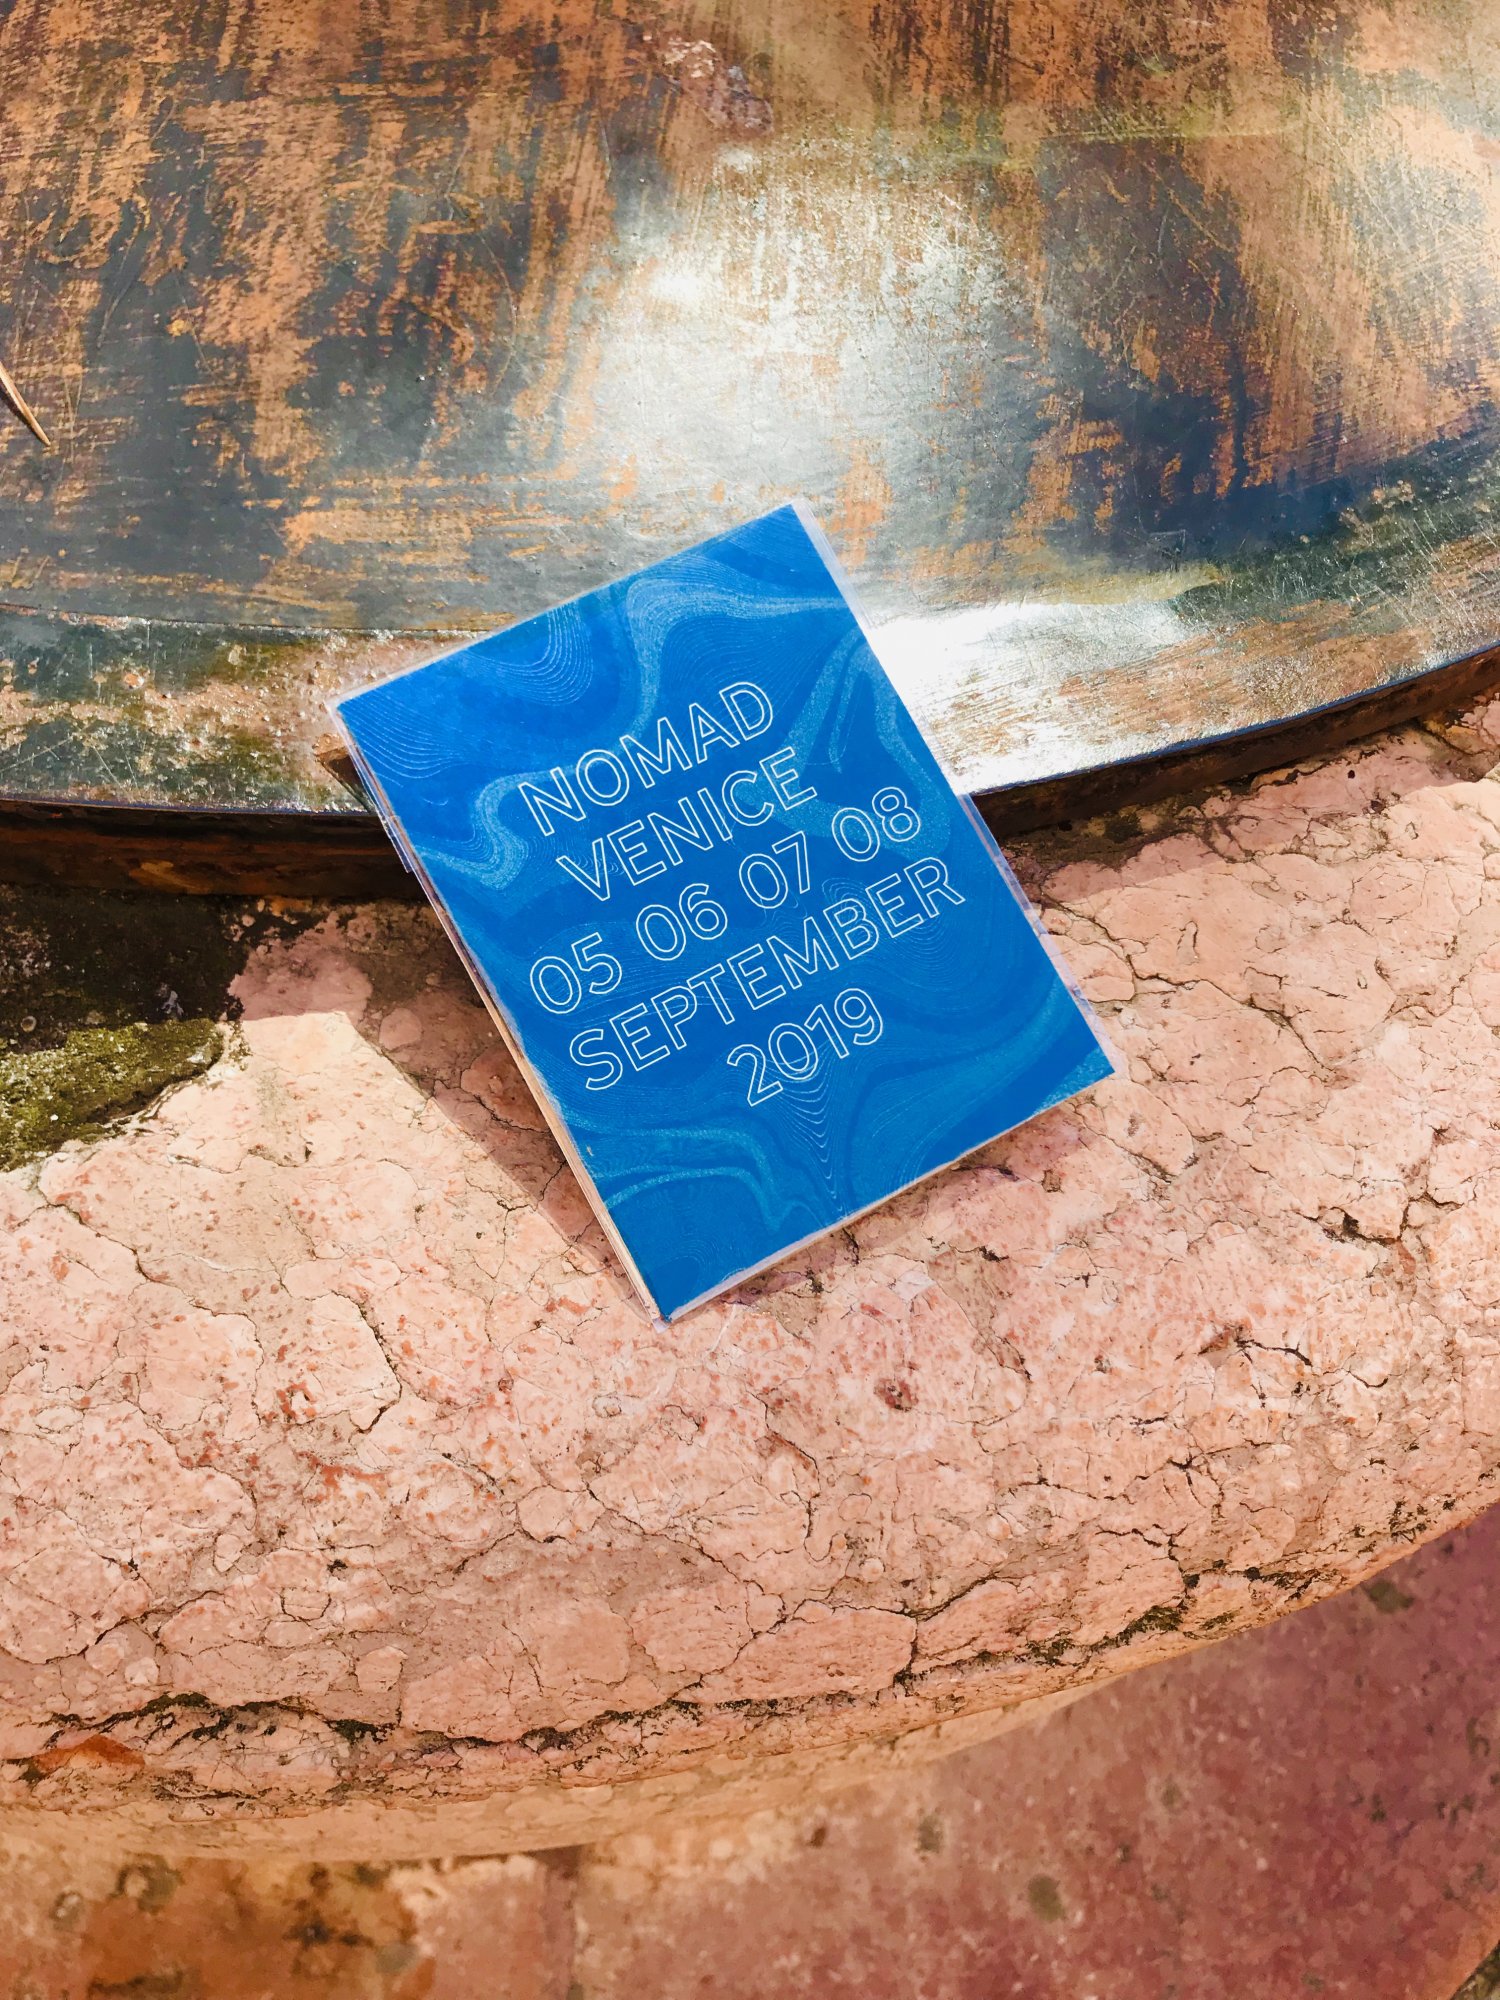 NOMAD
VENICE
05 06 07 08
SEPTEMBER
2019